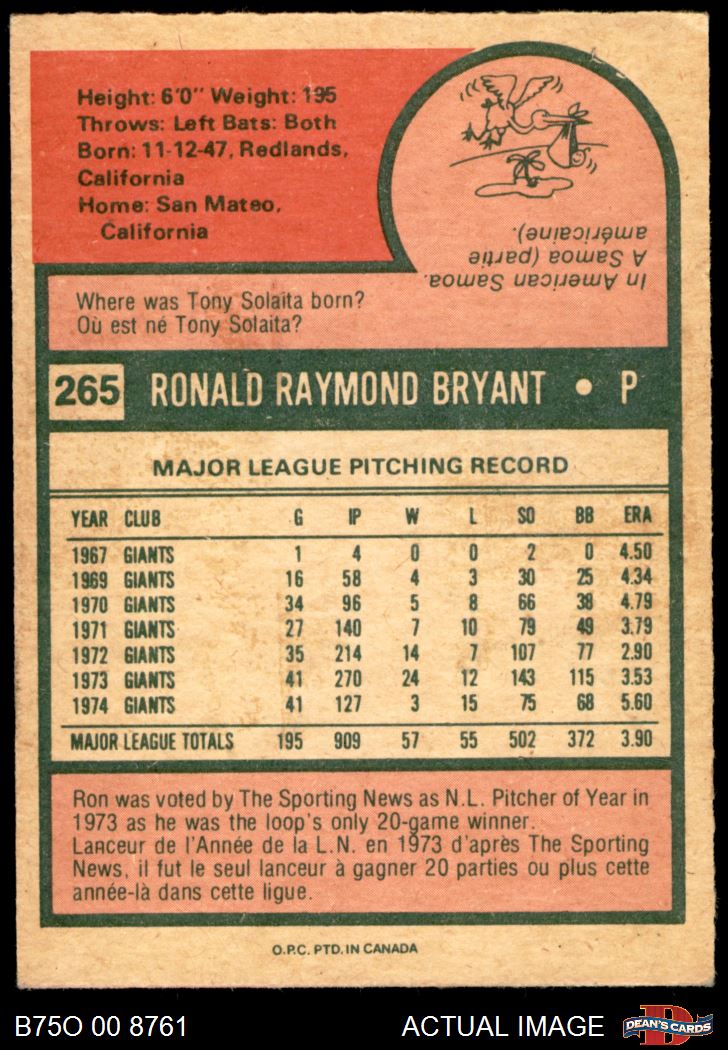 Height: 6'0" Weight: 195
Throws: Left Bats: Both
Born: 11-12-47, Redlands,
California
Home: San Mateo,
California
In American Samoa.
A Samoa (partie
américaine).
Where was Tony Solaita born?
Où est né Tony Solaita?
265 RONALD RAYMOND BRYANT • P
MAJOR LEAGUE PITCHING RECORD
YEAR CLUB G IP W L SO BB ERA
1967 GIANTS 1 4 0 0 2 0 4.50
1969 GIANTS 16 58 4 3 30 25 4.34
1970 GIANTS 34 96 5 8 66 38 4.79
1971 GIANTS 27 140 7 10 79 49 3.79
1972 GIANTS 35 214 14 7 107 77 2.90
1973 GIANTS 41 270 24 12 143 115 3.53
1974 GIANTS 41 127 3 15 75 68 5.60
MAJOR LEAGUE TOTALS 195 909 57 55 502 372 3.90
Ron was voted by The Sporting News as N.L. Pitcher of Year in
1973 as he was the loop's only 20-game winner.
Lanceur de l'Année de la L.N. en 1973 d'après The Sporting
News, il fut le seul lanceur à gagner 20 parties ou plus cette
année-là dans cette ligue.
O.P.C. PTD. IN CANADA
B75O 00 8761 ACTUAL IMAGE D DEAN'S CARDS